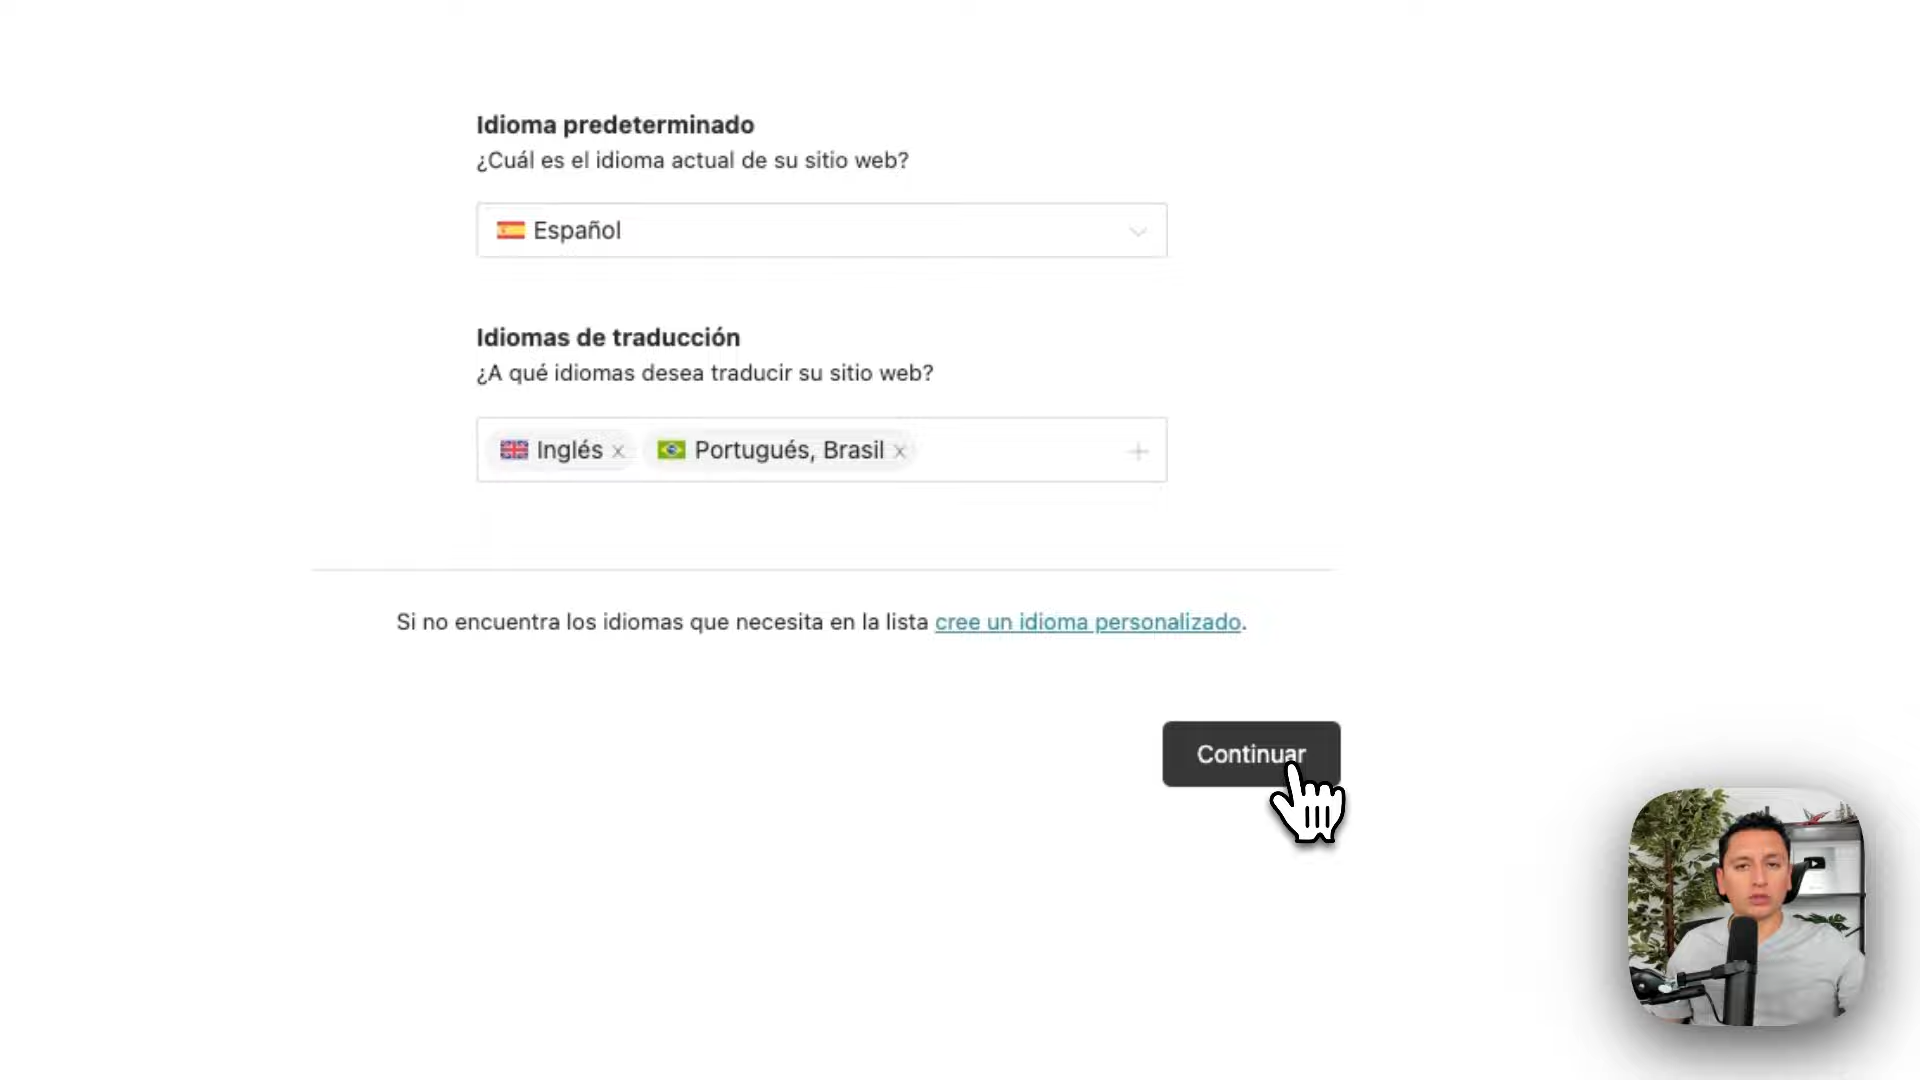 Idioma predeterminado
¿Cuál es el idioma actual de su sitio web?
Español
Idiomas de traducción
¿A qué idiomas desea traducir su sitio web?
Inglés × Portugués, Brasil × +
Si no encuentra los idiomas que necesita en la lista cree un idioma personalizado.
Continuar